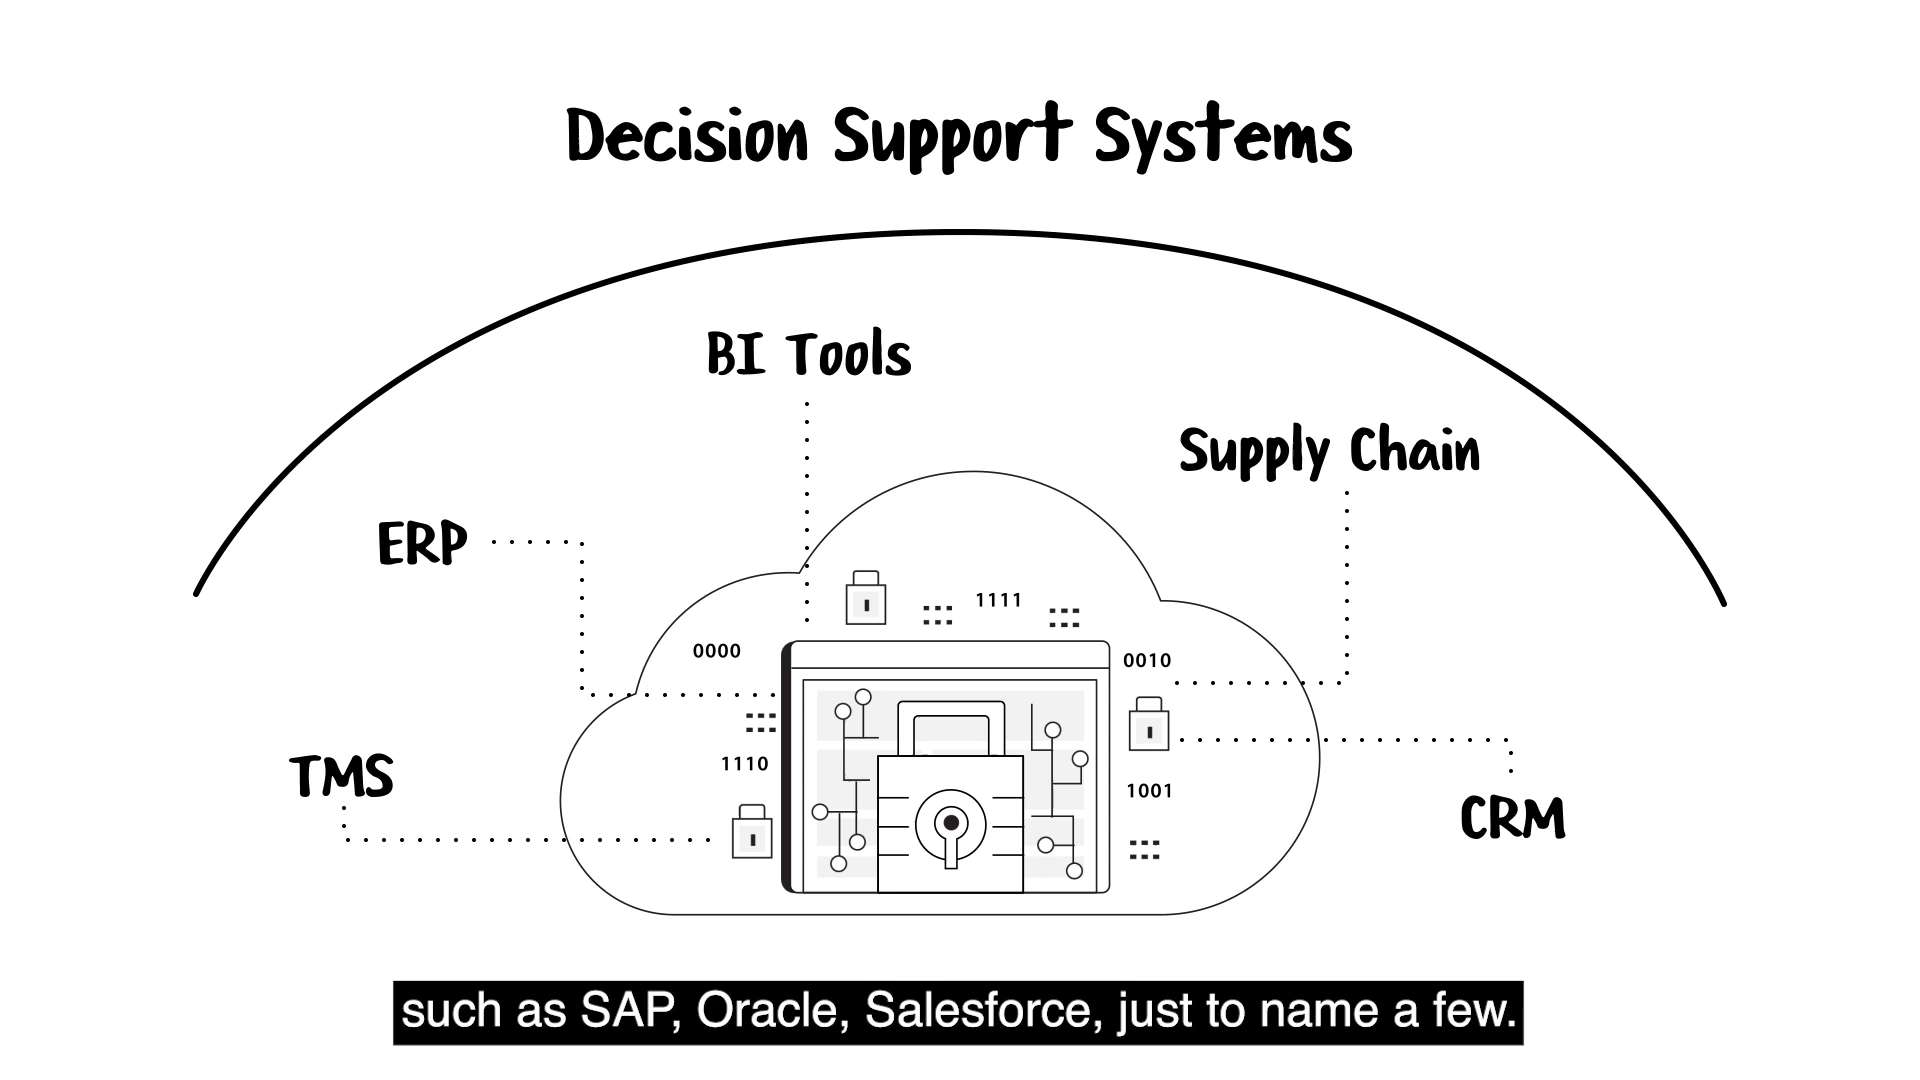 Decision Support Systems
BI Tools
Supply Chain
ERP
1111
0000
0010
TMS
1110
1001
CRM
such as SAP, Oracle, Salesforce, just to name a few.